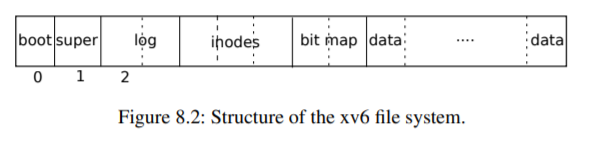 boot super log inodes bit map data .... data
0 1 2
Figure 8.2: Structure of the xv6 file system.